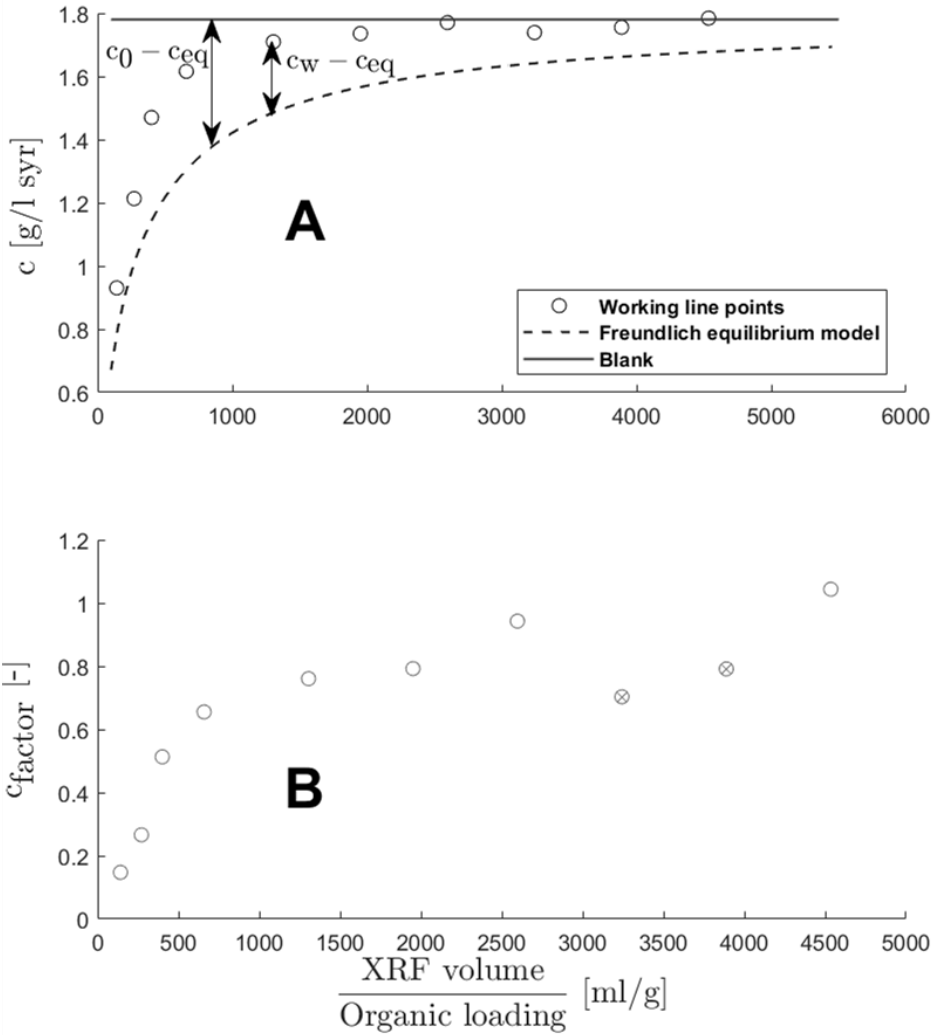 1.8
1.6
1.4
1.2
1
0.8
0.6
c [g/l syr]
c0 − ceq
cw − ceq
A
Working line points
Freundlich equilibrium model
Blank
0 1000 2000 3000 4000 5000 6000
1.2
1
0.8
0.6
0.4
0.2
0
cfactor [-]
B
0 500 1000 1500 2000 2500 3000 3500 4000 4500 5000
XRF volume
Organic loading [ml/g]